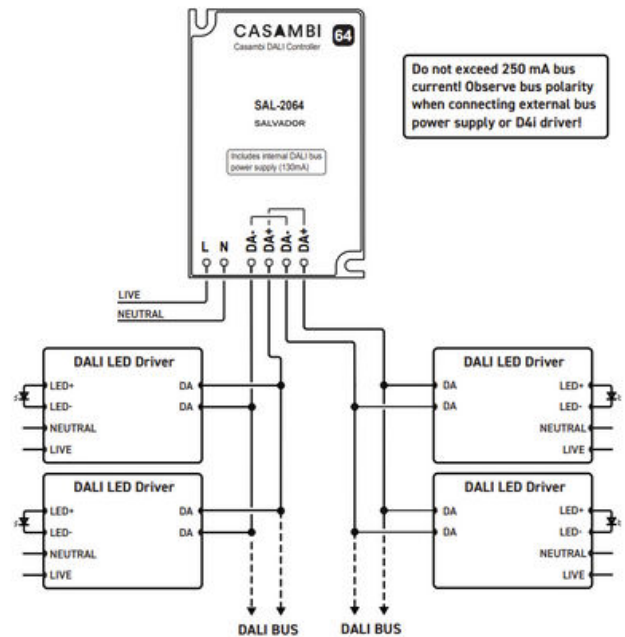 CASAMBI 64
Casambi DALI Controller
SAL-2064
SALVADOR
Includes internal DALI bus
power supply (130mA)
L N DA- DA+ DA- DA+
Do not exceed 250 mA bus
current! Observe bus polarity
when connecting external bus
power supply or D4i driver!
LIVE
NEUTRAL
DALI LED Driver
LED+ DA
LED- DA
NEUTRAL
LIVE
DALI LED Driver
DA LED+
DA LED-
NEUTRAL
LIVE
DALI LED Driver
LED+ DA
LED- DA
NEUTRAL
LIVE
DALI LED Driver
DA LED+
DA LED-
NEUTRAL
LIVE
DALI BUS
DALI BUS